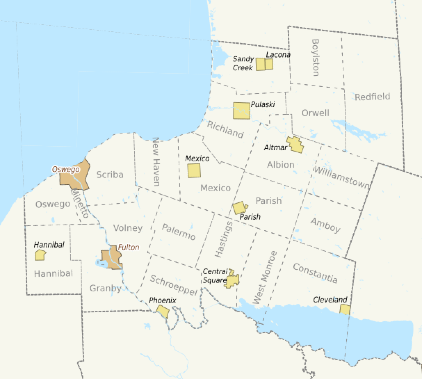 Boylston
Lacona
Sandy
Creek
Redfield
Pulaski
Orwell
Richland
Altmar
New Haven
Mexico
Albion
Oswego
Scriba
Williamstown
Mexico
Minetto
Oswego
Parish
Parish
Amboy
Volney
Palermo
Hastings
Hannibal
Fulton
Hannibal
Central
Square
West Monroe
Constantia
Granby
Schroeppel
Phoenix
Cleveland